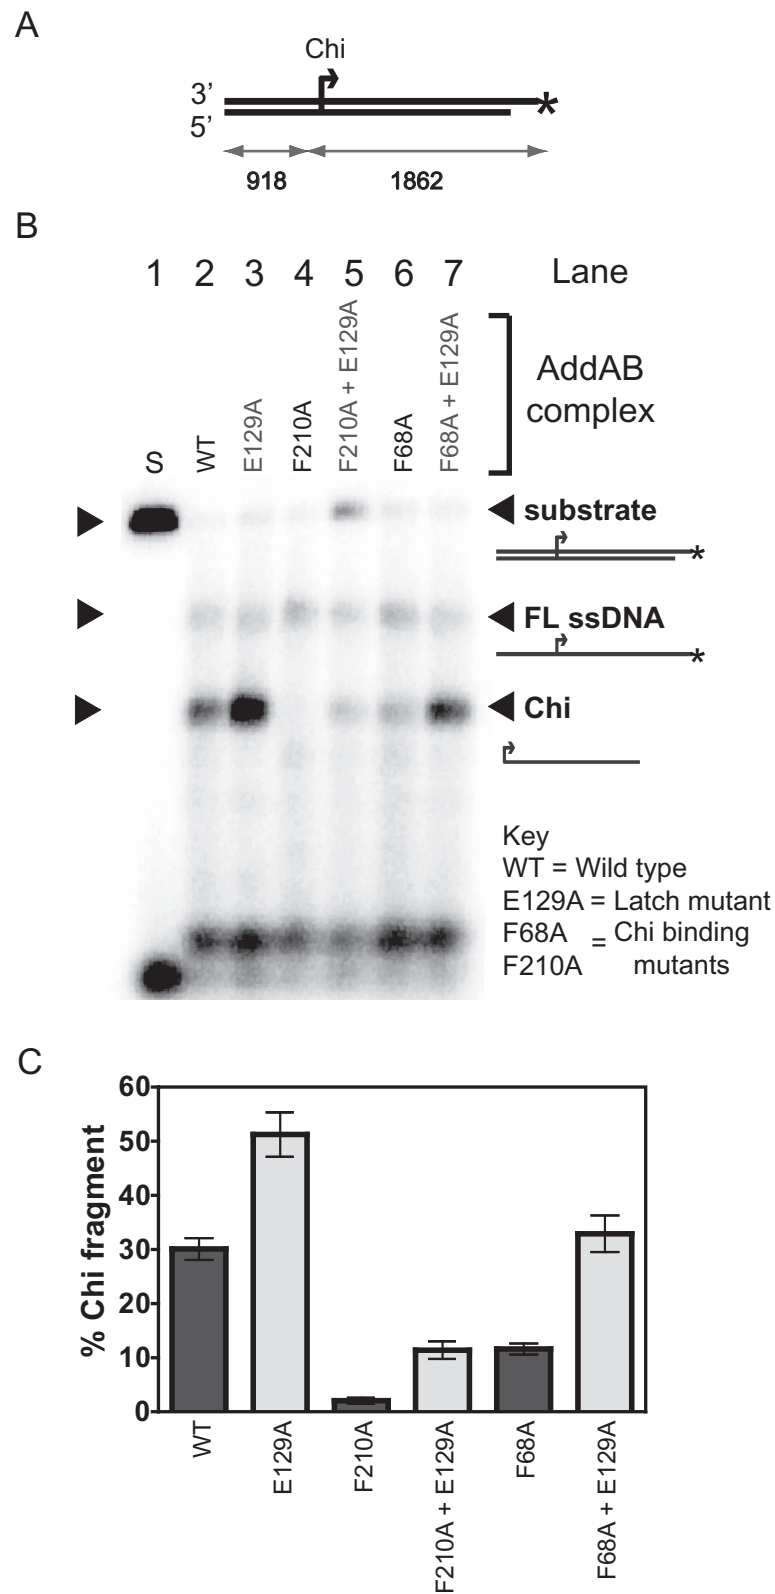 A
Chi
3’
5’
*
918 1862
B
1 2 3 4 5 6 7 Lane
S
WT
E129A
F210A
F210A + E129A
F68A
F68A + E129A
AddAB
complex
substrate
*
FL ssDNA
*
Chi
Key
WT = Wild type
E129A = Latch mutant
F68A = Chi binding
F210A mutants
C
% Chi fragment
60
50
40
30
20
10
0
WT
E129A
F210A
F210A + E129A
F68A
F68A + E129A